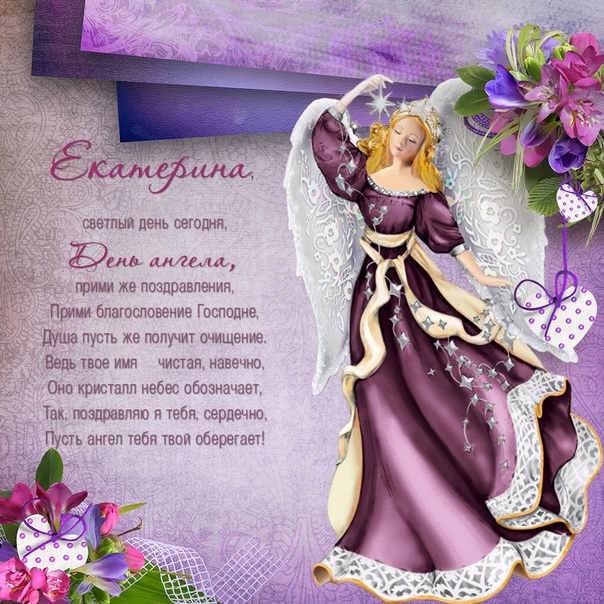 Екатерина,
светлый день сегодня,
День ангела,
прими же поздравления,
Прими благословение Господне,
Душа пусть же получит очищение.
Ведь твое имя чистая, навечно,
Оно кристалл небес обозначает,
Так, поздравляю я тебя, сердечно,
Пусть ангел тебя твой оберегает!